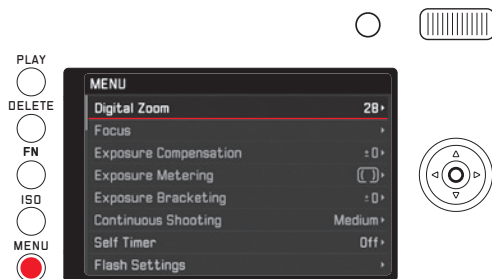 PLAY
DELETE
FN
ISO
MENU
MENU
Digital Zoom 28
Focus
Exposure Compensation ±0
Exposure Metering
Exposure Bracketing ±0
Continuous Shooting Medium
Self Timer Off
Flash Settings